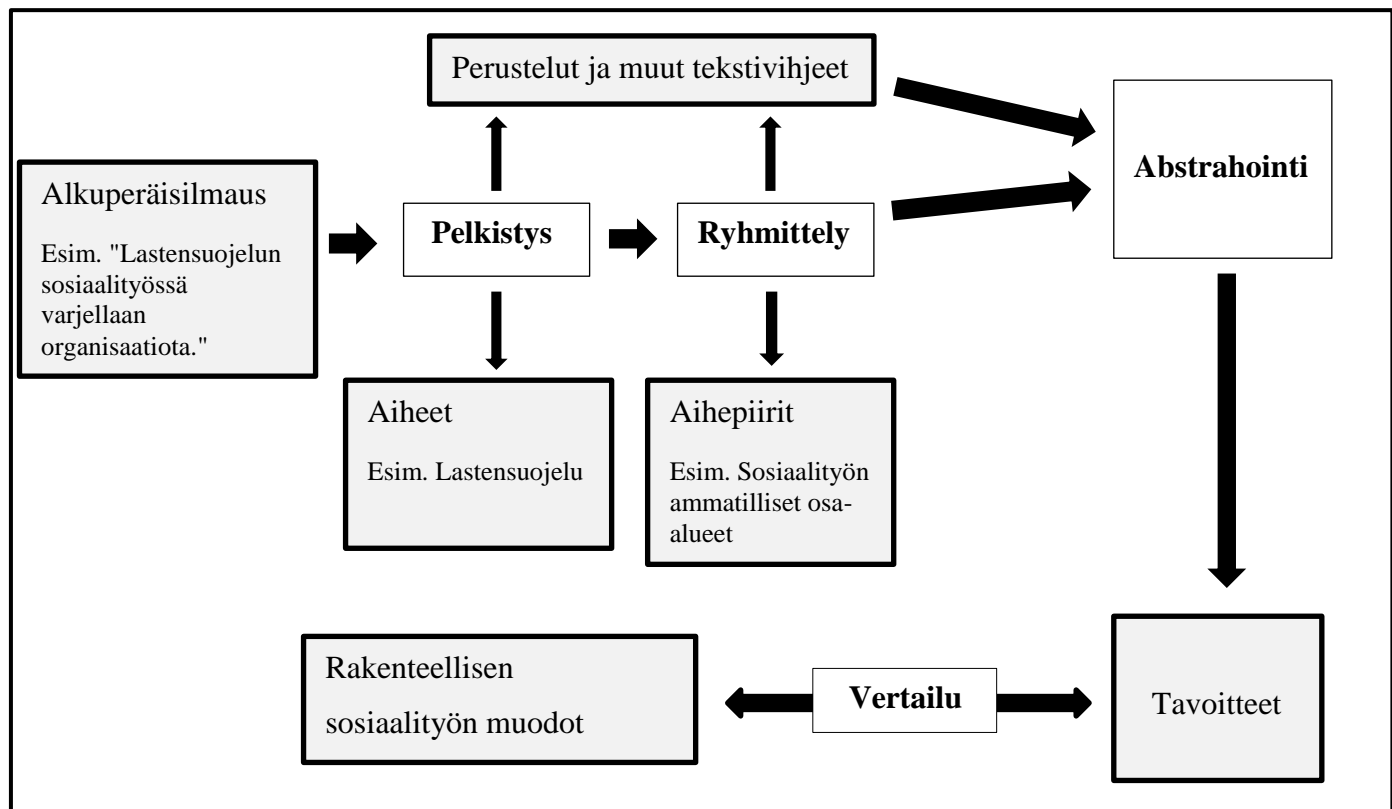 Perustelut ja muut tekstivihjeet
Abstrahointi
Alkuperäisilmaus
Esim. "Lastensuojelun
sosiaalityössä
varjellaan
organisaatiota."
Pelkistys
Ryhmittely
Aiheet
Esim. Lastensuojelu
Aihepiirit
Esim. Sosiaalityön
ammatilliset osa-
alueet
Rakenteellisen
sosiaalityön muodot
Vertailu
Tavoitteet